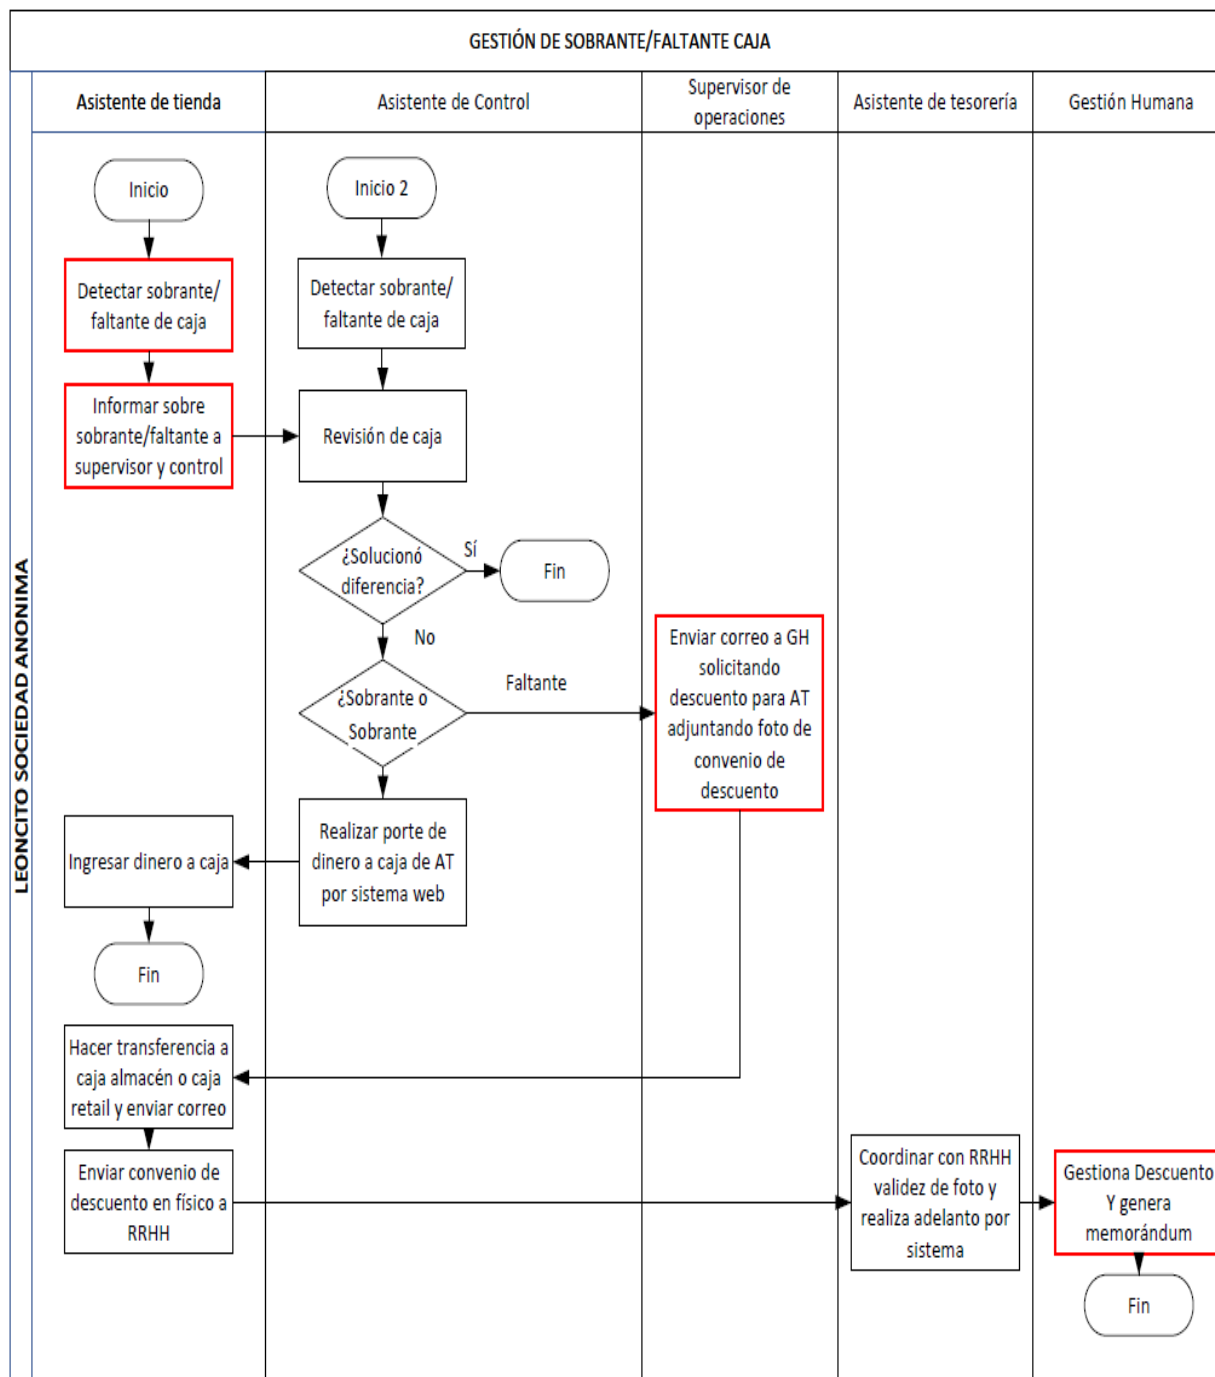 GESTIÓN DE SOBRANTE/FALTANTE CAJA
LEONCITO SOCIEDAD ANONIMA
Asistente de tienda
Asistente de Control
Supervisor de
operaciones
Asistente de tesorería
Gestión Humana
Inicio
Inicio 2
Detectar sobrante/
faltante de caja
Detectar sobrante/
faltante de caja
Informar sobre
sobrante/faltante a
supervisor y control
Revisión de caja
¿Solucionó
diferencia?
Sí
Fin
No
¿Sobrante o
Sobrante
Faltante
Enviar correo a GH
solicitando
descuento para AT
adjuntando foto de
convenio de
descuento
Realizar porte de
dinero a caja de AT
por sistema web
Ingresar dinero a caja
Fin
Hacer transferencia a
caja almacén o caja
retail y enviar correo
Enviar convenio de
descuento en físico a
RRHH
Coordinar con RRHH
validez de foto y
realiza adelanto por
sistema
Gestiona Descuento
Y genera
memorándum
Fin